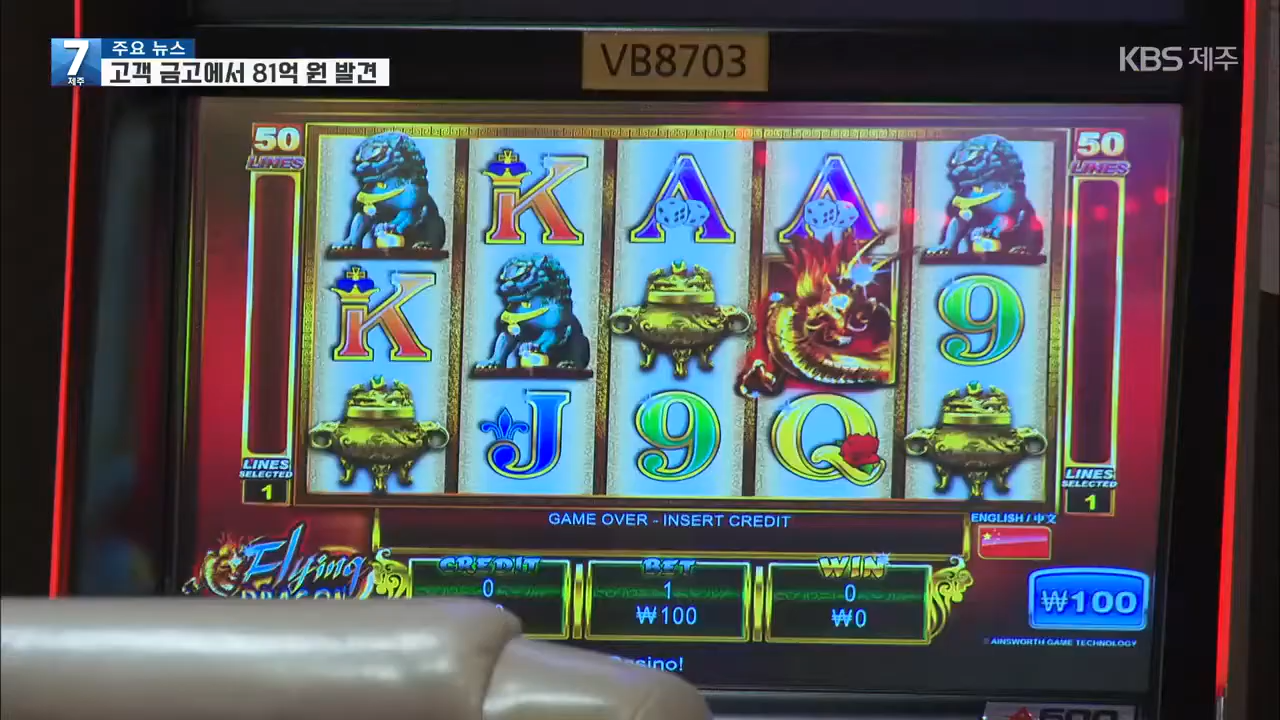 7
제주
주요 뉴스
고객 금고에서 81억 원 발견
VB8703
KBS 제주
50
LINES
50
LINES
K
A
A
K
9
J
9
Q
LINES
SELECTED
1
LINES
SELECTED
1
GAME OVER - INSERT CREDIT
ENGLISH / 中文
Flying
DRAGON
CREDIT
0
BET
1
₩100
WIN
0
₩0
₩100
AINSWORTH GAME TECHNOLOGY